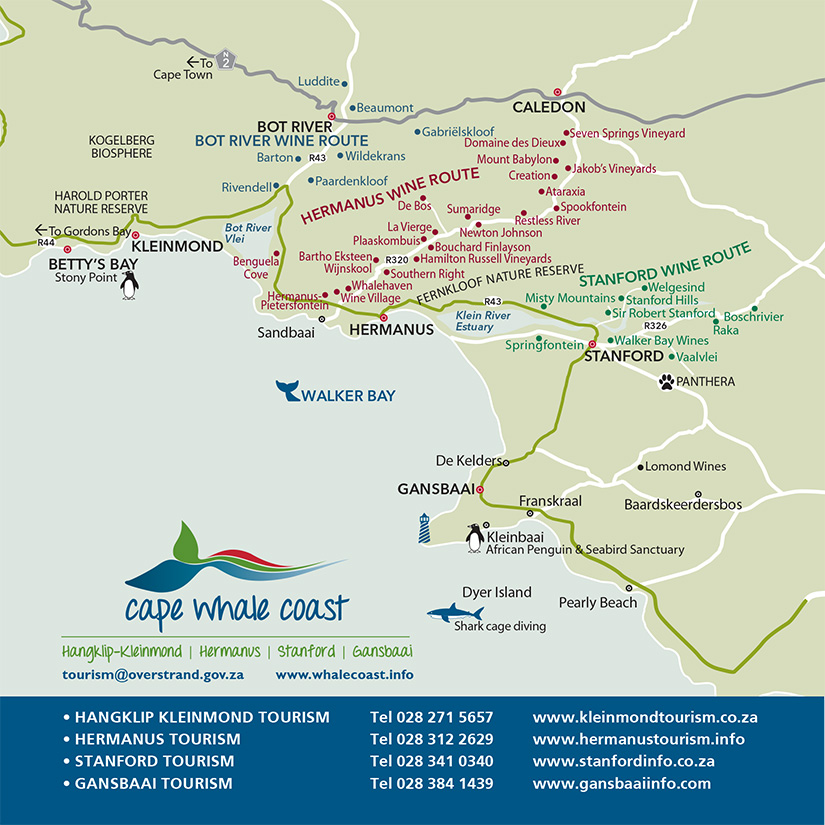 N
2
To
Cape Town
Luddite
Beaumont
BOT RIVER
CALEDON
BOT RIVER WINE ROUTE
Gabriëlskloof
Seven Springs Vineyard
Domaine des Dieux
KOGELBERG
BIOSPHERE
Barton
R43
Wildekrans
Mount Babylon
Creation
Jakob's Vineyards
Rivendell
Paardenkloof
HERMANUS WINE ROUTE
Ataraxia
HAROLD PORTER
NATURE RESERVE
De Bos
Sumaridge
Spookfontein
Restless River
To Gordons Bay
R44
KLEINMOND
Bot River
Vlei
La Vierge
Newton Johnson
Plaaskombuis
Bouchard Finlayson
BETTY'S BAY
Stony Point
Benguela
Cove
Bartho Eksteen
Wijnskool
R320
Hamilton Russell Vineyards
Southern Right
FERNKLOOF NATURE RESERVE
STANFORD WINE ROUTE
Whalehaven
Wine Village
Hermanus-
Pietersfontein
Welgesind
Misty Mountains
Stanford Hills
R43
Sir Robert Stanford
Boschrivier
Raka
R326
Sandbaai
HERMANUS
Klein River
Estuary
Springfontein
Walker Bay Wines
STANFORD
Vaalvlei
PANTHERA
WALKER BAY
De Kelders
Lomond Wines
GANSBAAI
Franskraal
Baardskeerdersbos
Kleinbaai
African Penguin & Seabird Sanctuary
Dyer Island
Pearly Beach
Shark cage diving
cape whale coast
Hangklip-Kleinmond | Hermanus | Stanford | Gansbaai
tourism@overstrand.gov.za www.whalecoast.info
• HANGKLIP KLEINMOND TOURISM Tel 028 271 5657 www.kleinmondtourism.co.za
• HERMANUS TOURISM Tel 028 312 2629 www.hermanustourism.info
• STANFORD TOURISM Tel 028 341 0340 www.stanfordinfo.co.za
• GANSBAAI TOURISM Tel 028 384 1439 www.gansbaaiinfo.com